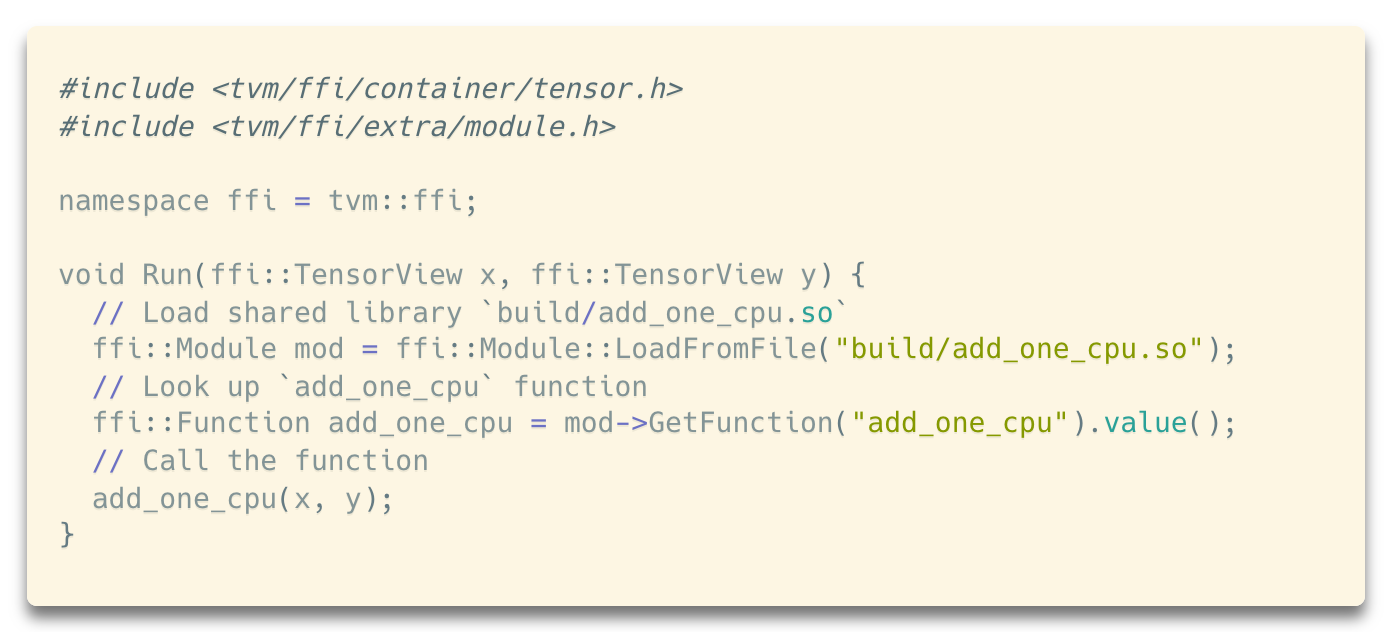 #include <tvm/ffi/container/tensor.h>
#include <tvm/ffi/extra/module.h>

namespace ffi = tvm::ffi;

void Run(ffi::TensorView x, ffi::TensorView y) {
  // Load shared library `build/add_one_cpu.so`
  ffi::Module mod = ffi::Module::LoadFromFile("build/add_one_cpu.so");
  // Look up `add_one_cpu` function
  ffi::Function add_one_cpu = mod->GetFunction("add_one_cpu").value();
  // Call the function
  add_one_cpu(x, y);
}